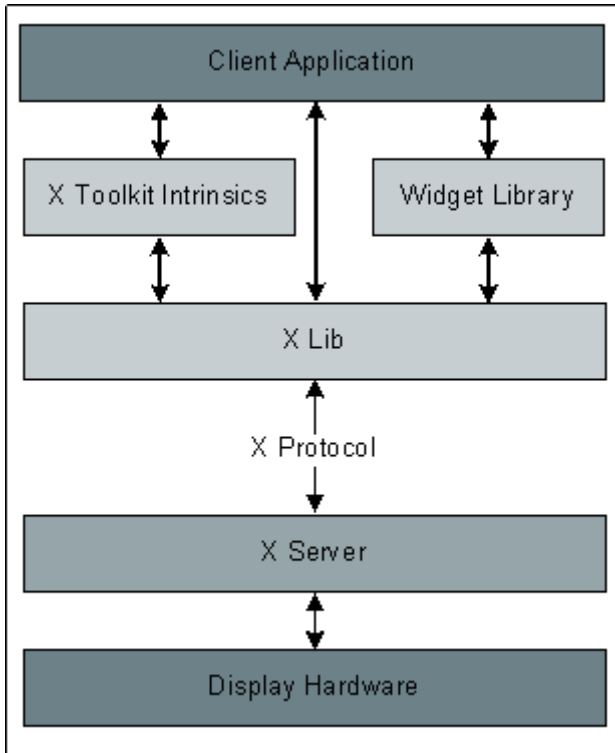 Client Application
X Toolkit Intrinsics
Widget Library
X Lib
X Protocol
X Server
Display Hardware